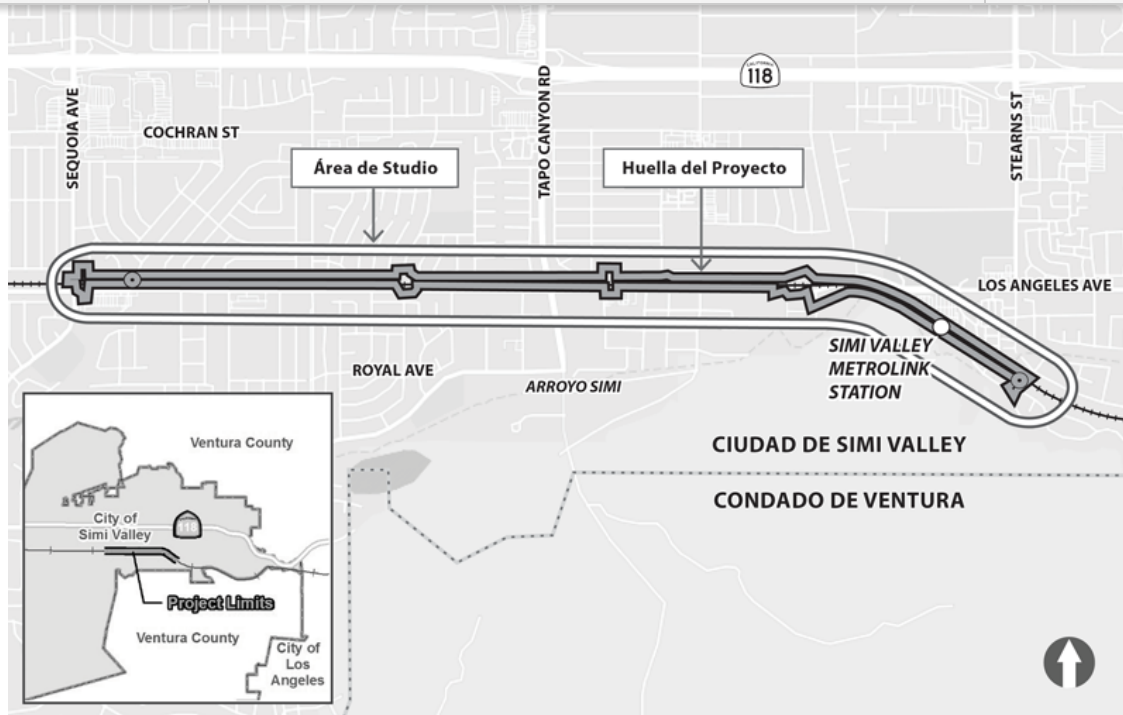 CALIFORNIA
118
SEQUOIA AVE
COCHRAN ST
TAPO CANYON RD
STEARNS ST
Área de Studio
Huella del Proyecto
LOS ANGELES AVE
SIMI VALLEY
METROLINK
STATION
ROYAL AVE
ARROYO SIMI
CIUDAD DE SIMI VALLEY
CONDADO DE VENTURA
Ventura County
City of
Simi Valley
118
Project Limits
Ventura County
City of
Los
Angeles